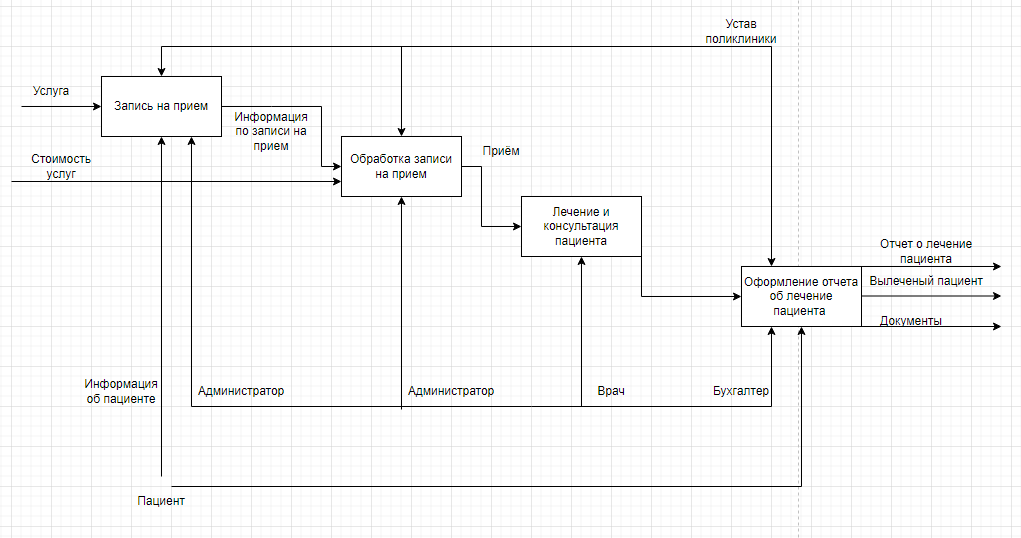 Устав
поликлиники
Услуга
Запись на прием
Информация
по записи на
прием
Стоимость
услуг
Обработка записи
на прием
Приём
Лечение и
консультация
пациента
Отчет о лечение
пациента
Оформление отчета
об лечение
пациента
Вылеченый пациент
Документы
Информация
об пациенте
Администратор
Администратор
Врач
Бухгалтер
Пациент